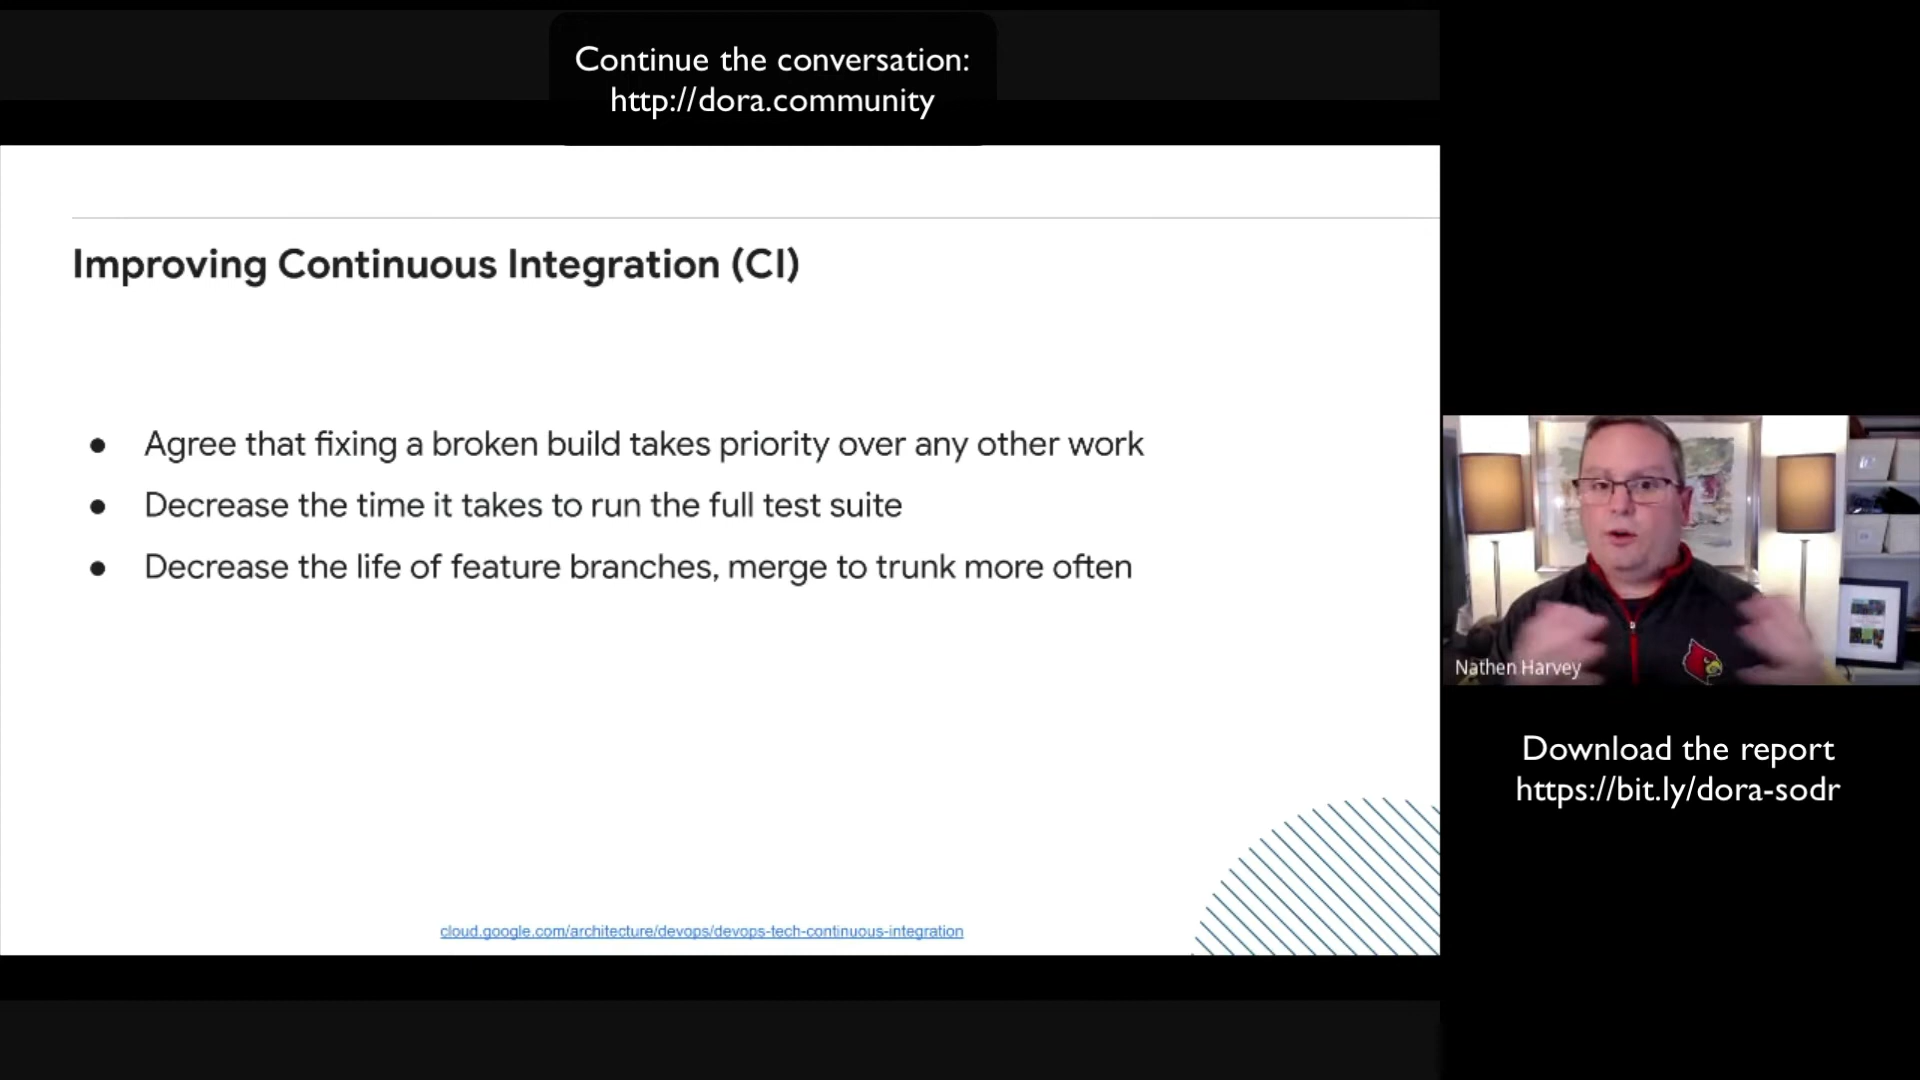 Continue the conversation:
http://dora.community
Improving Continuous Integration (CI)
● Agree that fixing a broken build takes priority over any other work
● Decrease the time it takes to run the full test suite
● Decrease the life of feature branches, merge to trunk more often
cloud.google.com/architecture/devops/devops-tech-continuous-integration
Nathen Harvey
Download the report
https://bit.ly/dora-sodr